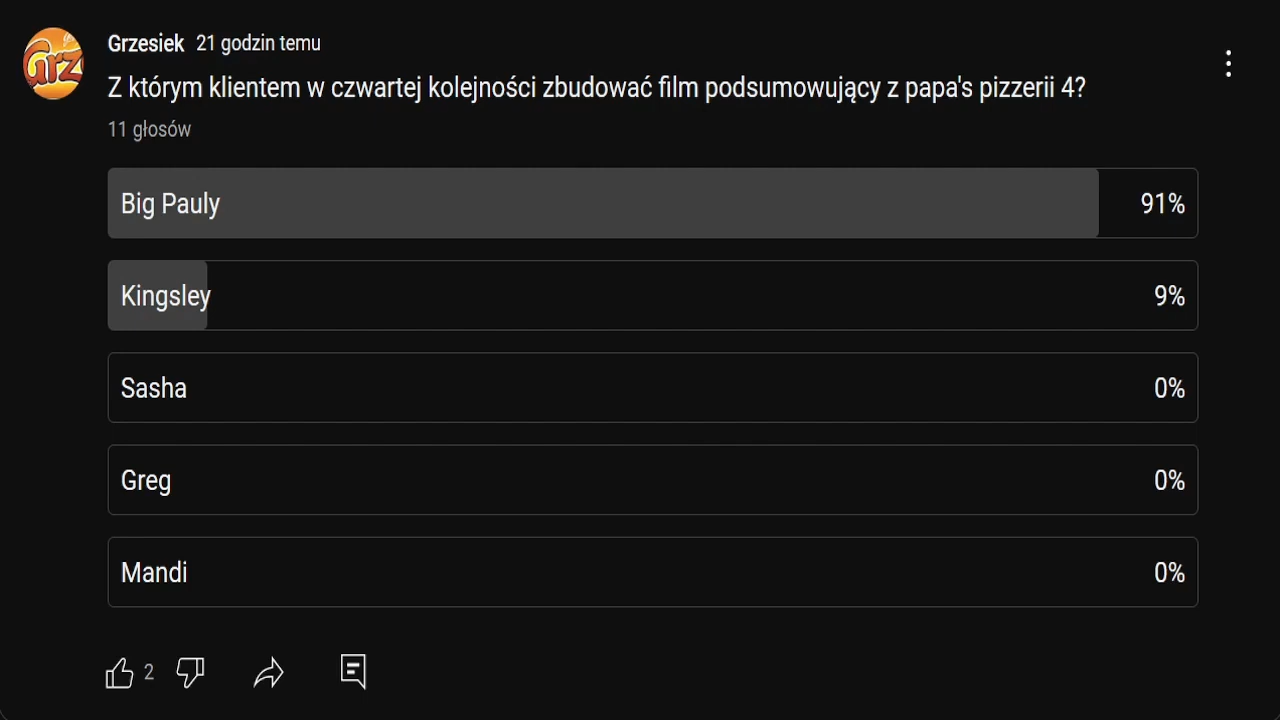 Grz
Grzesiek 21 godzin temu
Z którym klientem w czwartej kolejności zbudować film podsumowujący z papa's pizzerii 4?
11 głosów
Big Pauly 91%
Kingsley 9%
Sasha 0%
Greg 0%
Mandi 0%
2